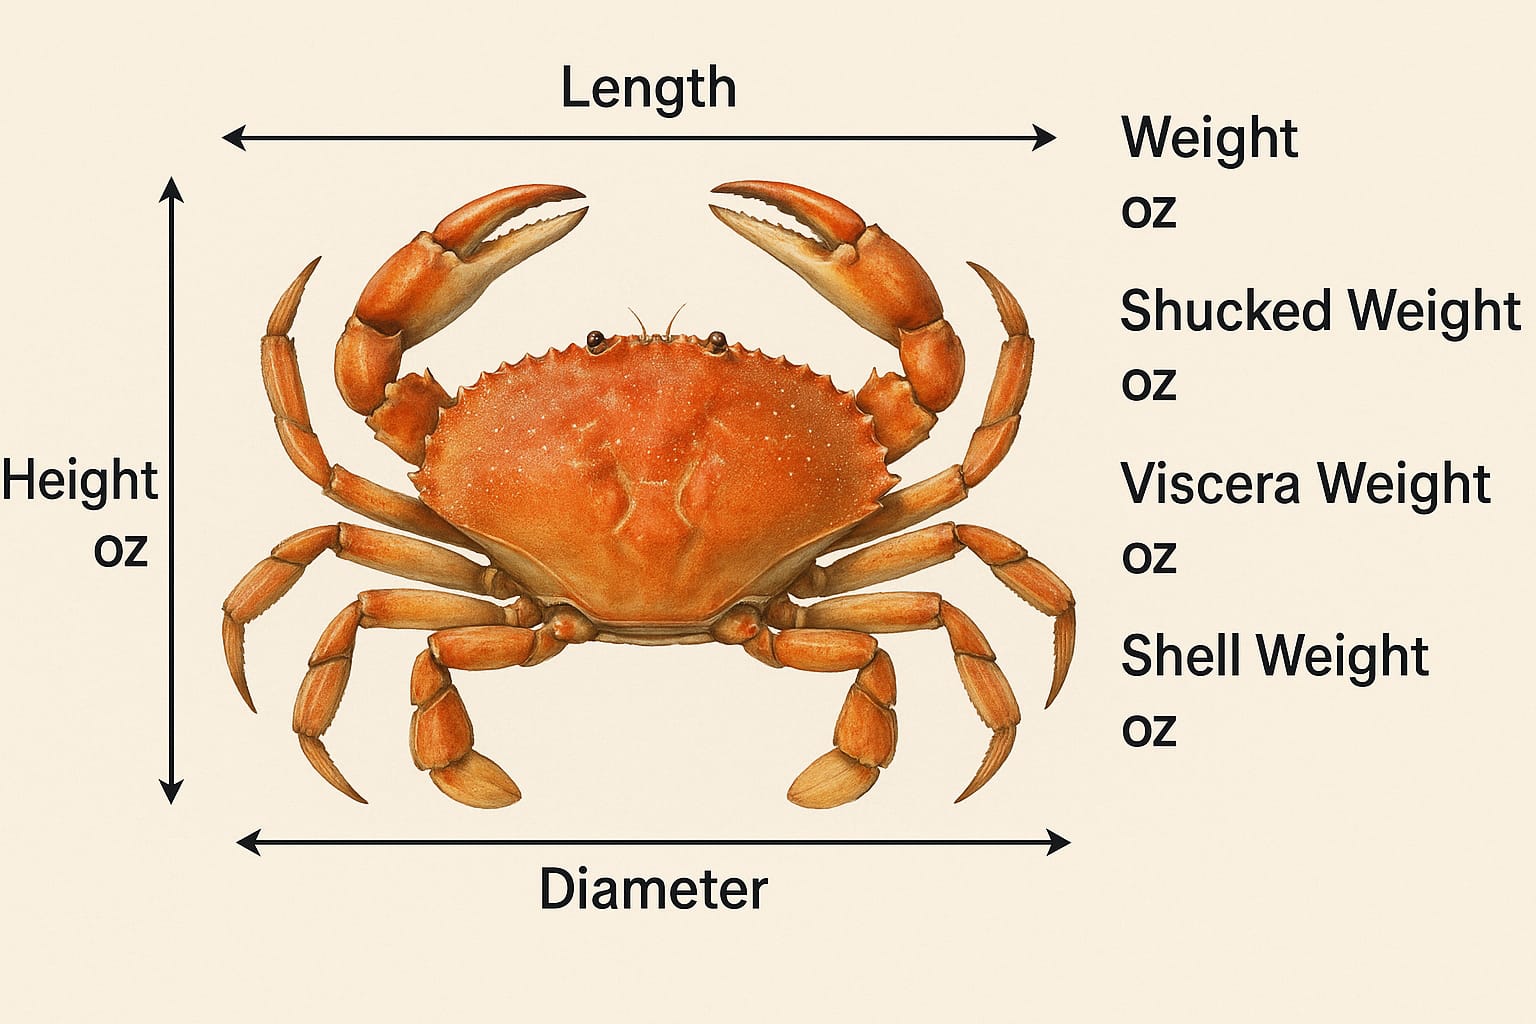 Length
Height
oz
Diameter
Weight
oz
Shucked Weight
oz
Viscera Weight
oz
Shell Weight
oz